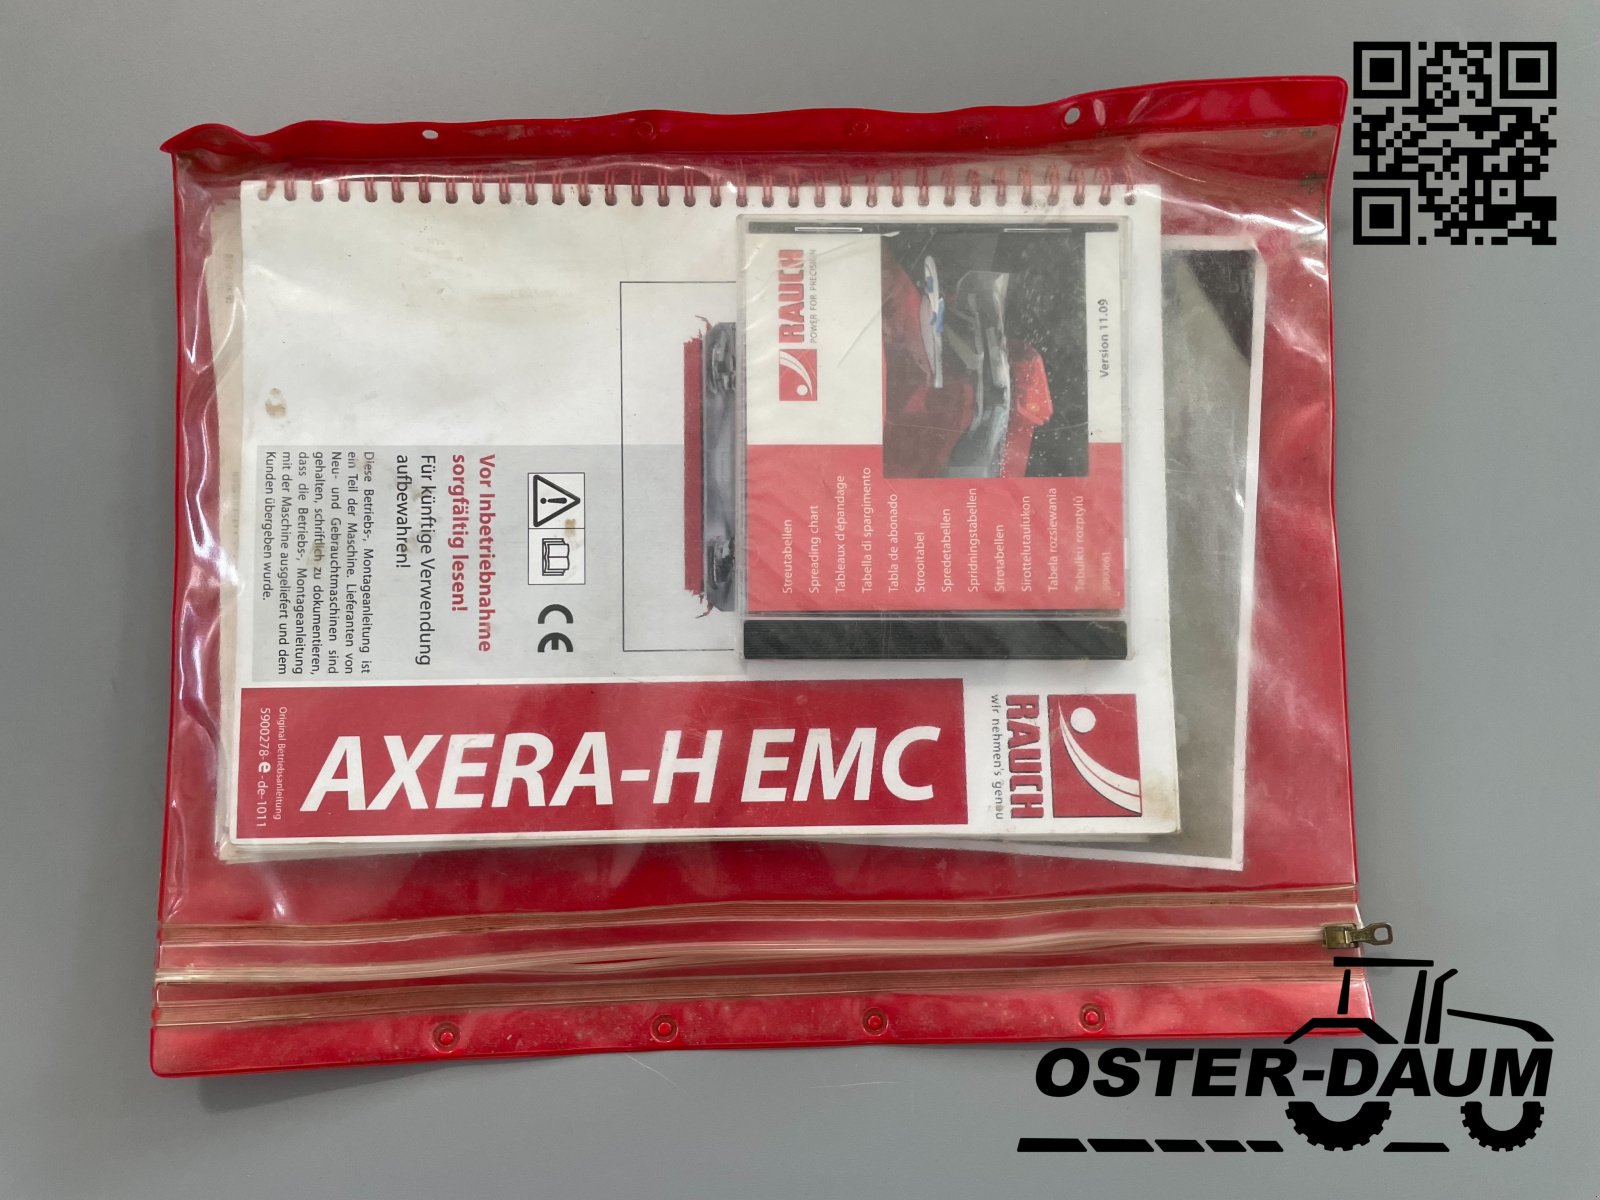 RAUCH
POWER FOR PRECISION
Version 11.09
Streutabellen
Spreading chart
Tableaux d'épandage
Tabella di spargimento
Tabla de abonado
Strooitabel
Spredetabellen
Spridningstabellen
Strøtabellen
Sirottelutaulukon
Tabela rozsiewania
Tabulku rozptylů
RAUCH
wir nehmen's genau
Vor Inbetriebnahme
sorgfältig lesen!
Für künftige Verwendung
aufbewahren!
CE
Diese Betriebs-, Montageanleitung ist
ein Teil der Maschine. Lieferanten von
Neu- und Gebrauchtmaschinen sind
gehalten, schriftlich zu dokumentieren,
dass die Betriebs-, Montageanleitung
mit der Maschine ausgeliefert und dem
Kunden übergeben wurde.
AXERA-H EMC
Original Betriebsanleitung
5900278-e-de-1011
OSTER-DAUM